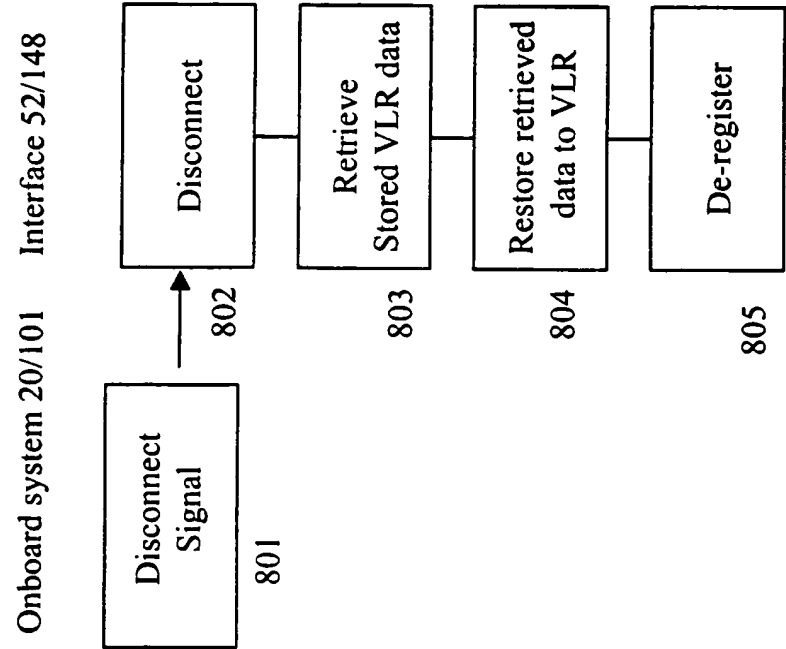 Onboard system 20/101
Interface 52/148
Disconnect
Signal
801
Disconnect
802
Retrieve
Stored VLR data
803
Restore retrieved
data to VLR
804
De-register
805